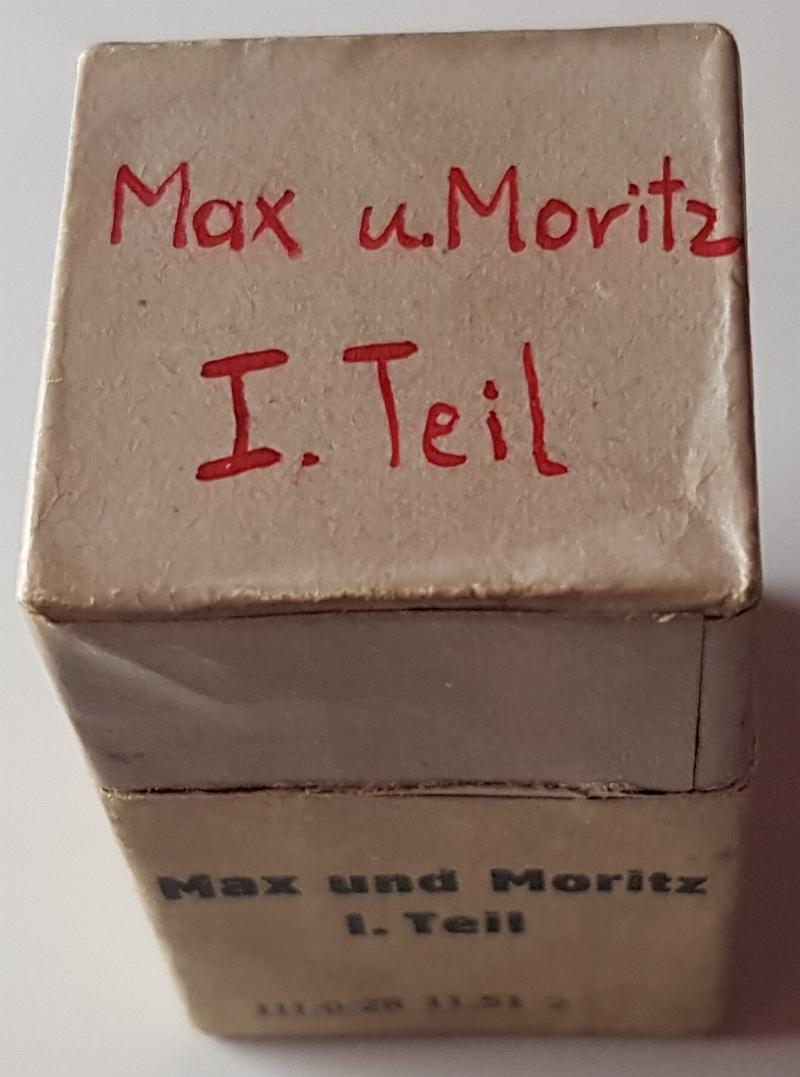 Max u. Moritz
I. Teil
Max und Moritz
I. Teil